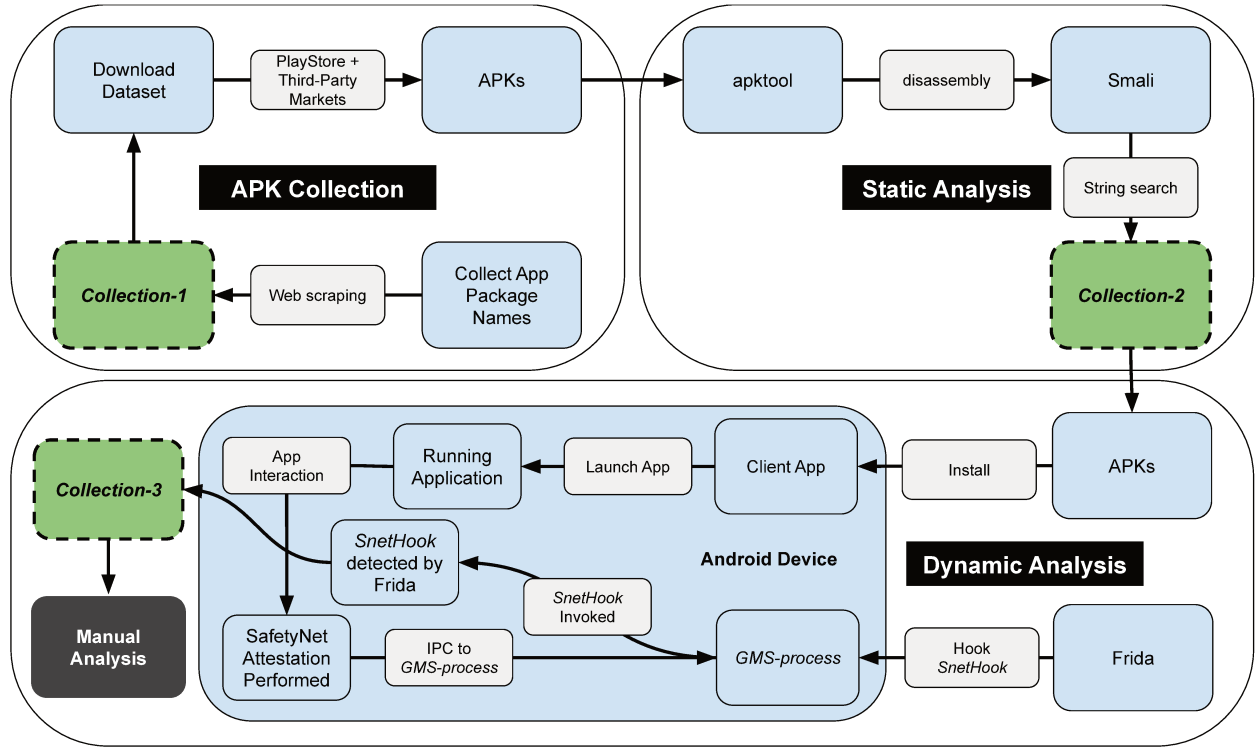 Download
Dataset
PlayStore +
Third-Party
Markets
APKs
apktool
disassembly
Smali
APK Collection
Static Analysis
String search
Collection-1
Web scraping
Collect App
Package
Names
Collection-2
Collection-3
App
Interaction
Running
Application
Launch App
Client App
Install
APKs
SnetHook
detected by
Frida
Android Device
Dynamic Analysis
SnetHook
Invoked
Manual
Analysis
SafetyNet
Attestation
Performed
IPC to
GMS-process
GMS-process
Hook
SnetHook
Frida